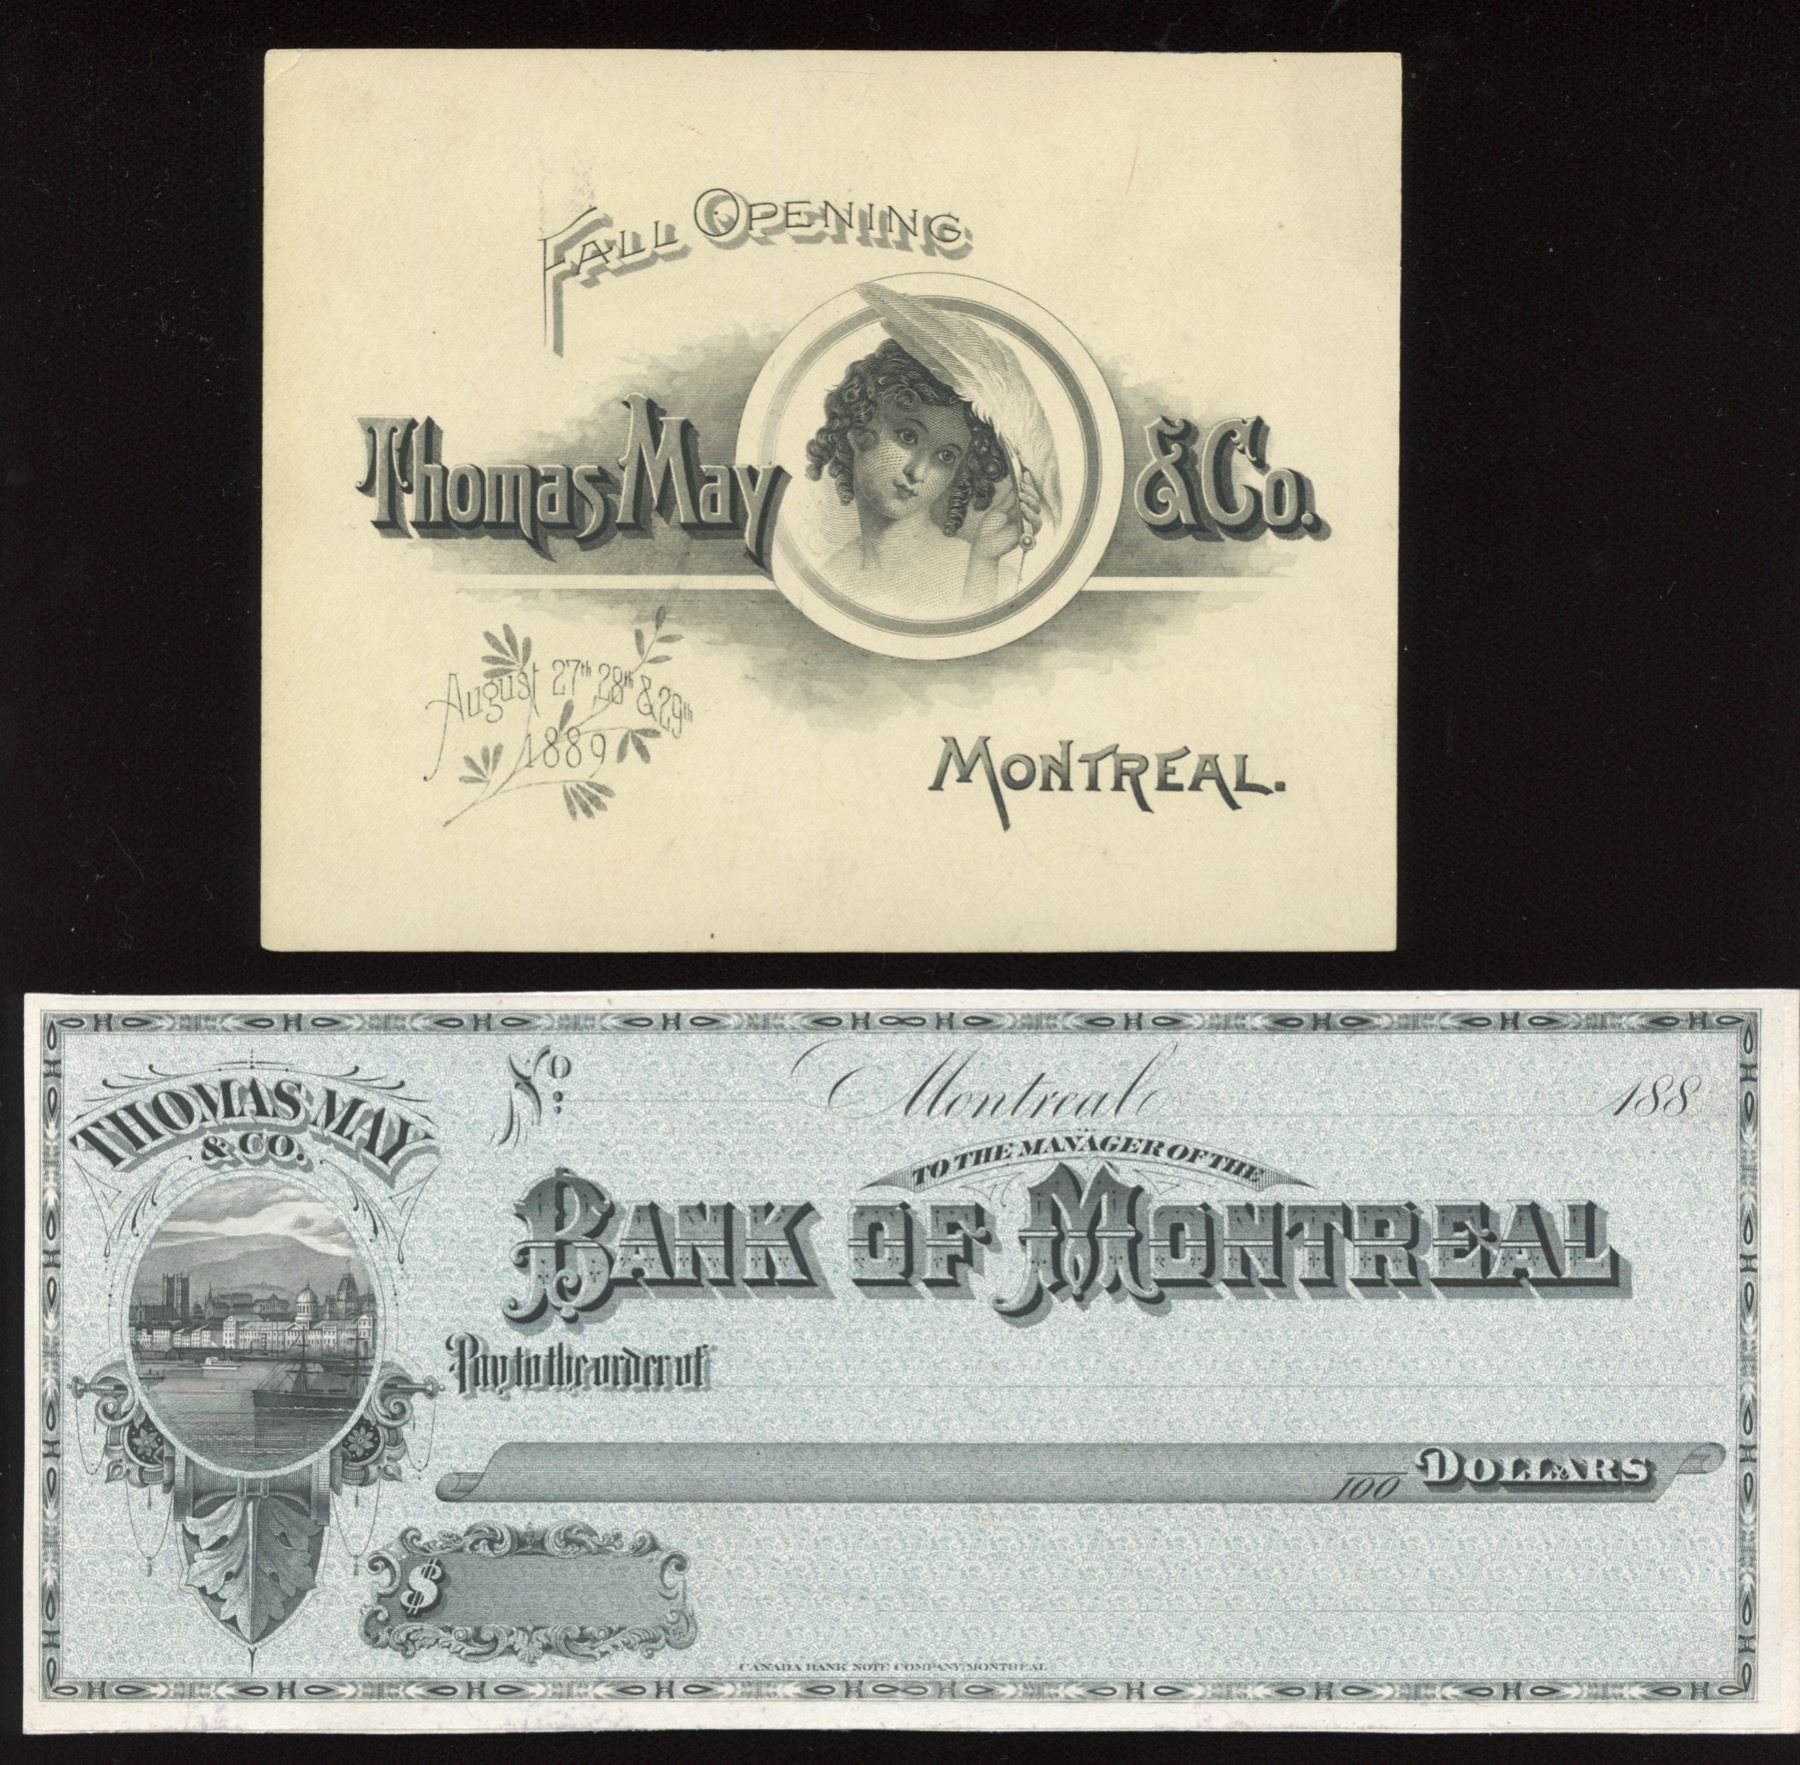 FALL OPENING
Thomas May & Co.
August 27th, 28th & 29th
1889
MONTREAL.
THOMAS MAY
& CO.
No.
Montreal 188
TO THE MANAGER OF THE
BANK OF MONTREAL
Pay to the order of
/100 DOLLARS
$
CANADA BANK NOTE COMPANY, MONTREAL